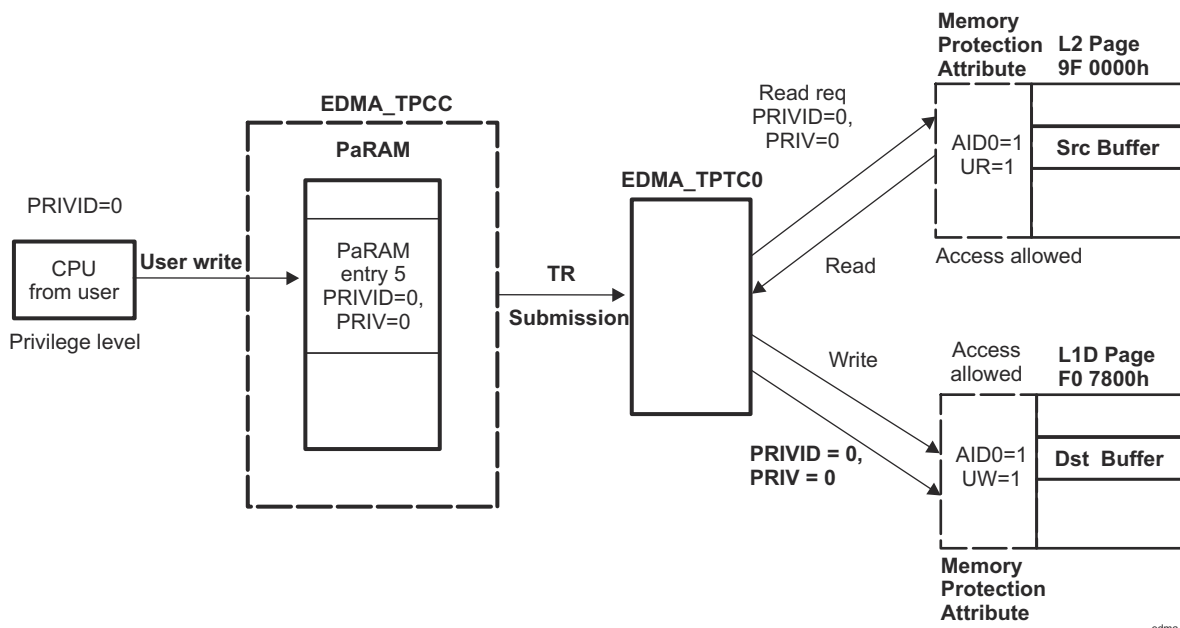 PRIVID=0
CPU
from user
Privilege level
User write
EDMA_TPCC
PaRAM
PaRAM
entry 5
PRIVID=0,
PRIV=0
TR
Submission
EDMA_TPTC0
Read req
PRIVID=0,
PRIV=0
Read
Write
PRIVID = 0,
PRIV = 0
Memory
Protection
Attribute
L2 Page
9F 0000h
AID0=1
UR=1
Src Buffer
Access allowed
Access
allowed
L1D Page
F0 7800h
AID0=1
UW=1
Dst Buffer
Memory
Protection
Attribute